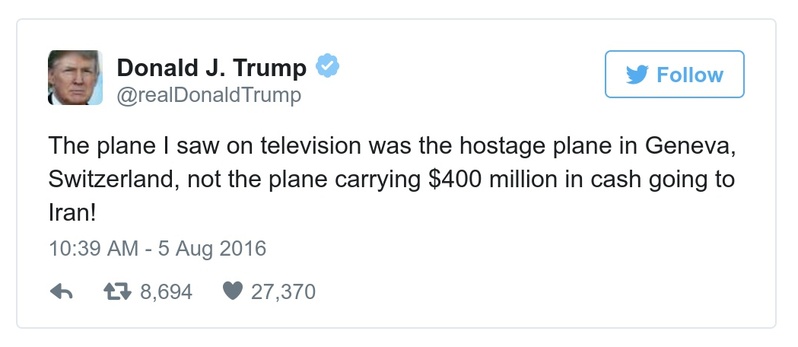 Donald J. Trump
@realDonaldTrump
Follow
The plane I saw on television was the hostage plane in Geneva,
Switzerland, not the plane carrying $400 million in cash going to
Iran!
10:39 AM - 5 Aug 2016
8,694 27,370